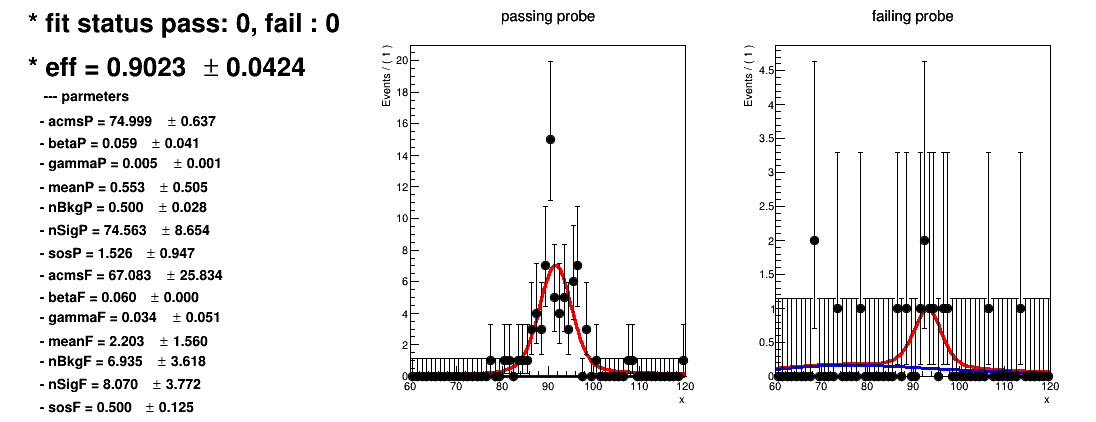 * fit status pass: 0, fail : 0
* eff = 0.9023 ± 0.0424
--- parmeters
- acmsP = 74.999 ± 0.637
- betaP = 0.059 ± 0.041
- gammaP = 0.005 ± 0.001
- meanP = 0.553 ± 0.505
- nBkgP = 0.500 ± 0.028
- nSigP = 74.563 ± 8.654
- sosP = 1.526 ± 0.947
- acmsF = 67.083 ± 25.834
- betaF = 0.060 ± 0.000
- gammaF = 0.034 ± 0.051
- meanF = 2.203 ± 1.560
- nBkgF = 6.935 ± 3.618
- nSigF = 8.070 ± 3.772
- sosF = 0.500 ± 0.125
passing probe
Events / ( 1 )
20
18
16
14
12
10
8
6
4
2
0
60 70 80 90 100 110 120
x
failing probe
Events / ( 1 )
4.5
4
3.5
3
2.5
2
1.5
1
0.5
0
60 70 80 90 100 110 120
x